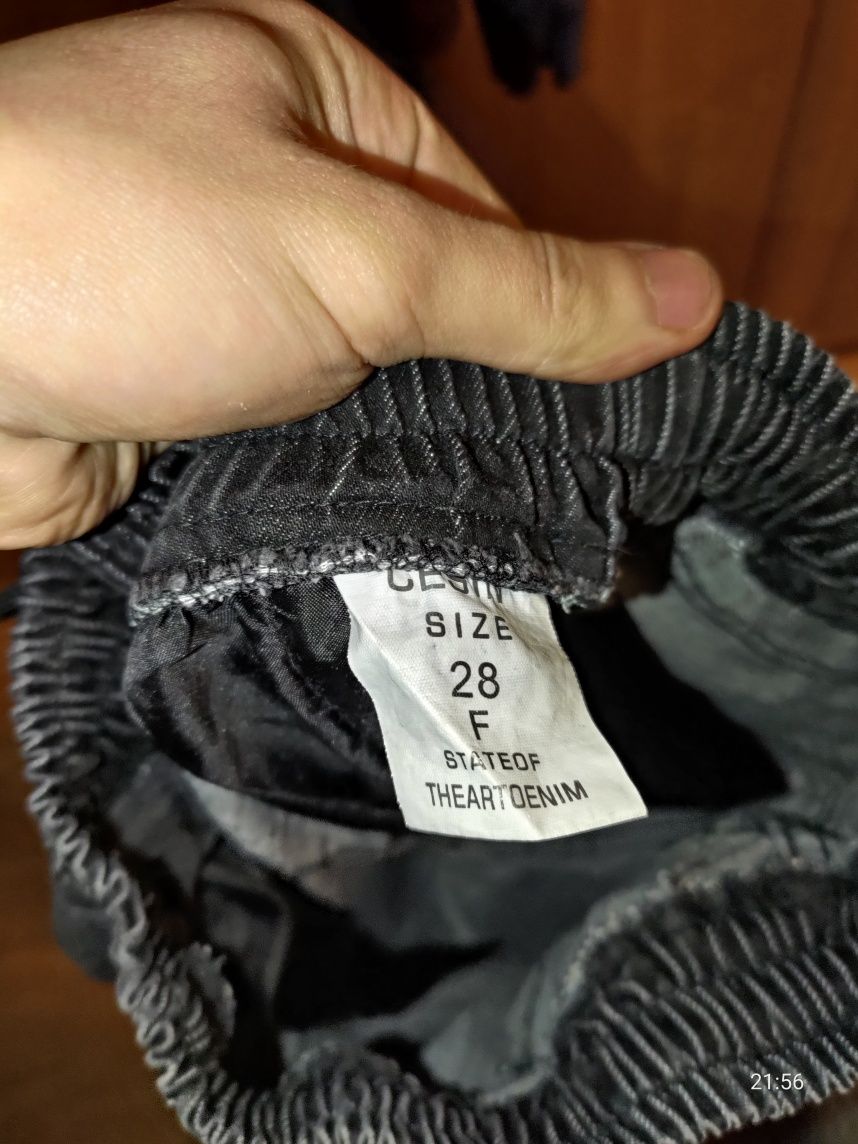 SIZE
28
F
STATEOF
THEARTOENIM
21:56